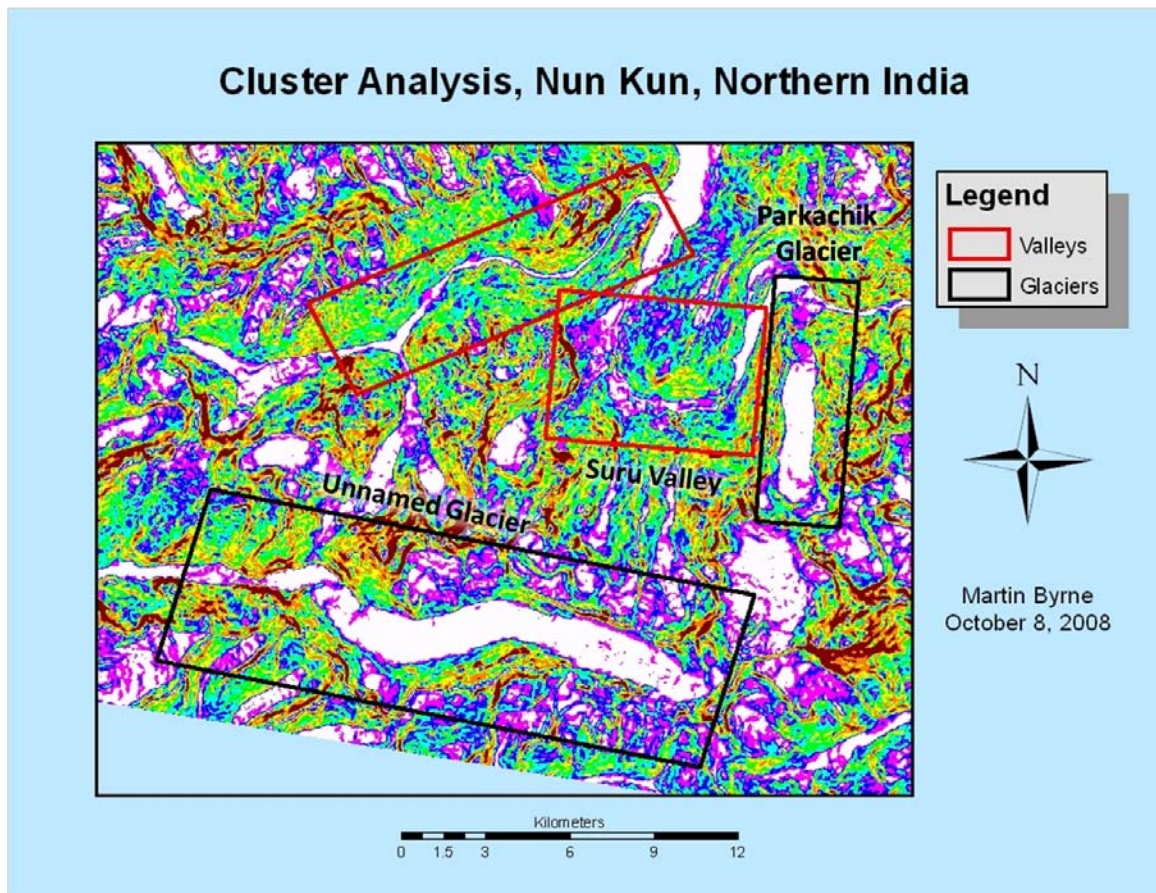 Cluster Analysis, Nun Kun, Northern India
Parkachik
Glacier
Suru Valley
Unnamed Glacier
Legend
Valleys
Glaciers
N
Martin Byrne
October 8, 2008
Kilometers
0 1.5 3 6 9 12